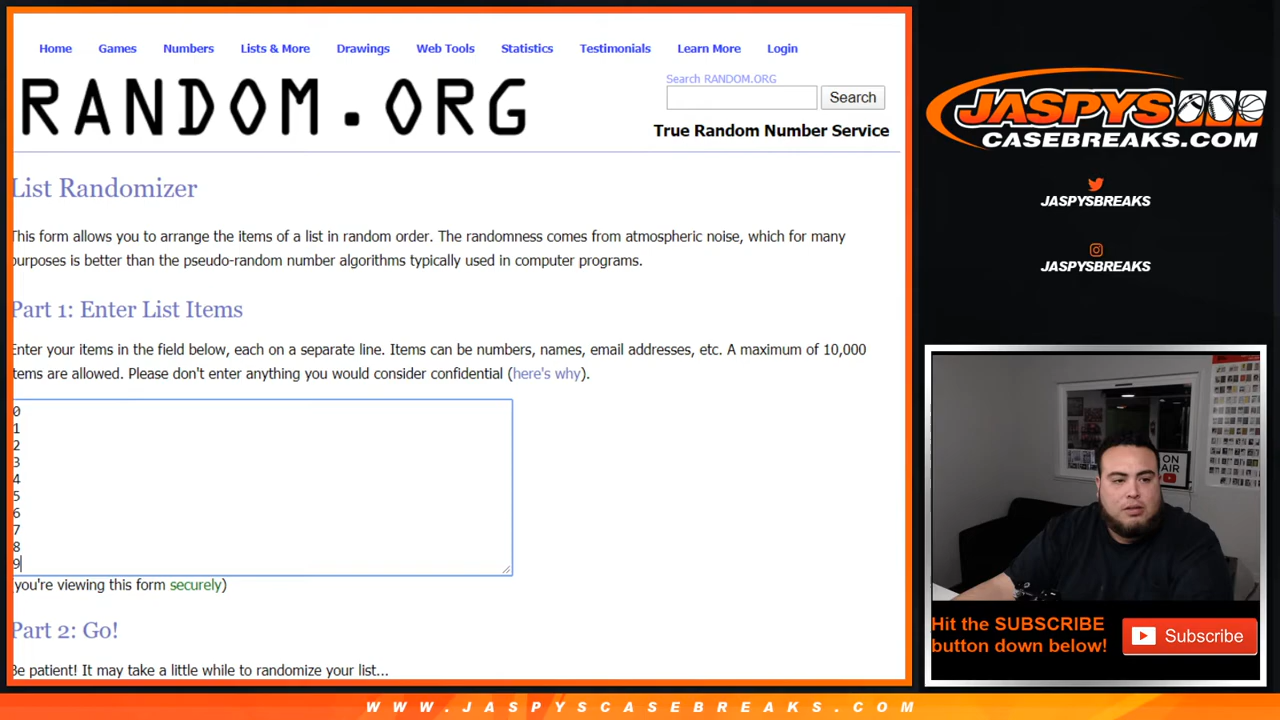 Home Games Numbers Lists & More Drawings Web Tools Statistics Testimonials Learn More Login
RANDOM.ORG
Search RANDOM.ORG
Search
True Random Number Service
List Randomizer
This form allows you to arrange the items of a list in random order. The randomness comes from atmospheric noise, which for many
purposes is better than the pseudo-random number algorithms typically used in computer programs.
Part 1: Enter List Items
Enter your items in the field below, each on a separate line. Items can be numbers, names, email addresses, etc. A maximum of 10,000
items are allowed. Please don't enter anything you would consider confidential (here's why).
0
1
2
3
4
5
6
7
8
9
(you're viewing this form securely)
Part 2: Go!
Be patient! It may take a little while to randomize your list...
JASPYS
CASEBREAKS.COM
JASPYSBREAKS
JASPYSBREAKS
ON
AIR
Hit the SUBSCRIBE
button down below!
Subscribe
WWW.JASPYSCASEBREAKS.COM